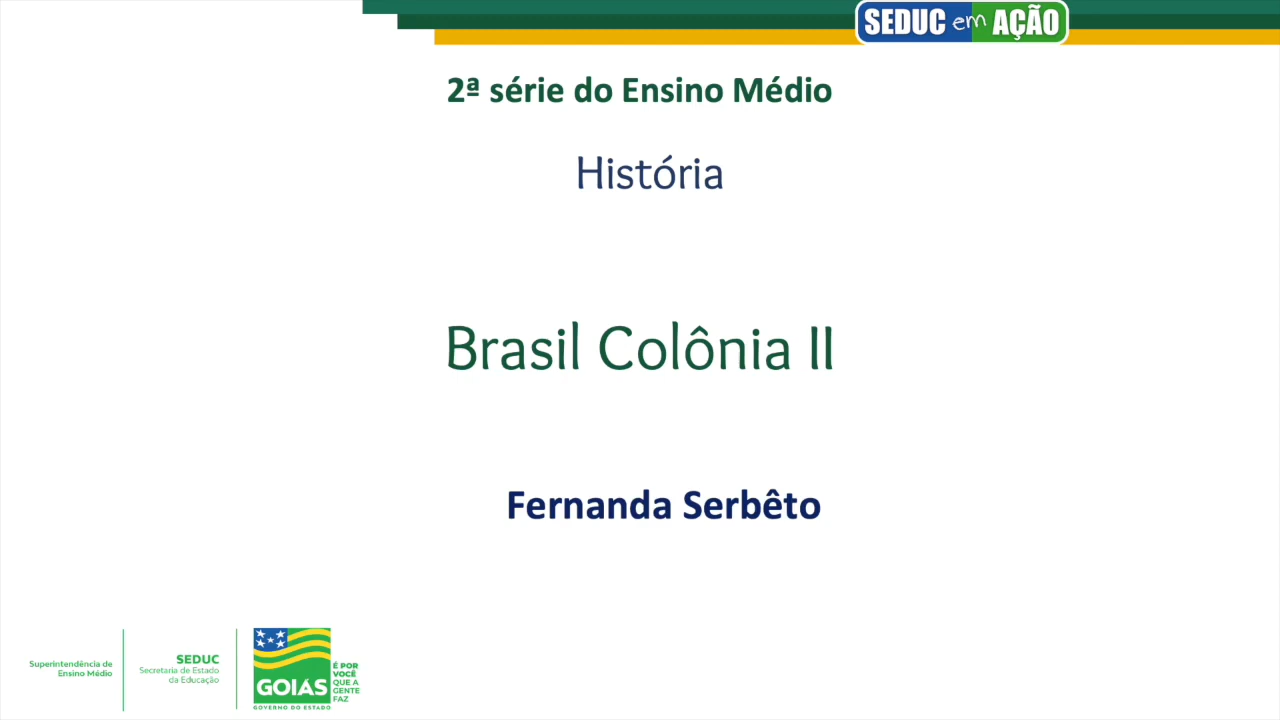 SEDUC em AÇÃO
2ª série do Ensino Médio
História
Brasil Colônia II
Fernanda Serbêto
Superintendência de
Ensino Médio
SEDUC
Secretaria de Estado
da Educação
GOIÁS
GOVERNO DO ESTADO
É POR
VOCÊ
QUE A
GENTE
FAZ